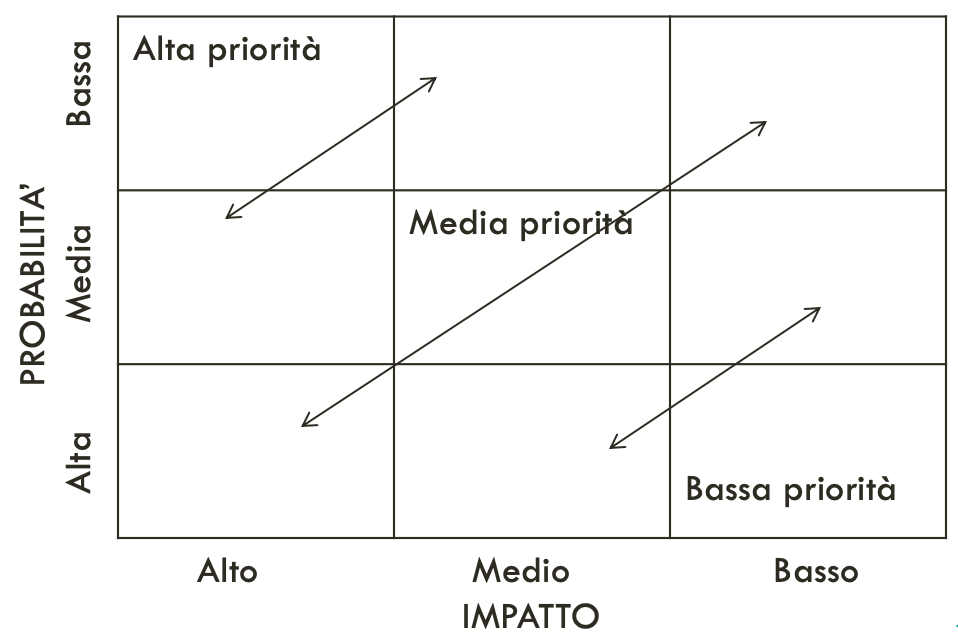 Alta priorità
Media priorità
Bassa priorità
PROBABILITA'
Bassa
Media
Alta
Alto
Medio
Basso
IMPATTO